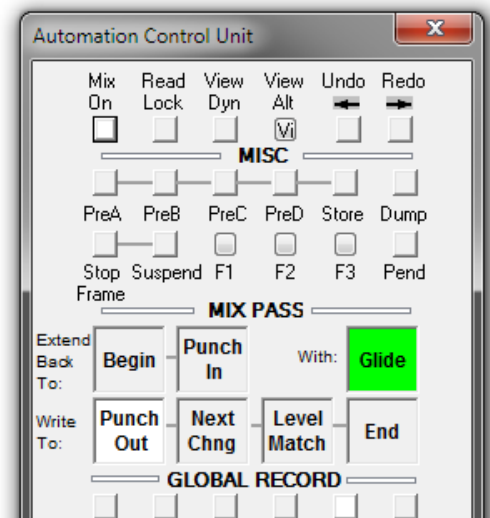 Automation Control Unit
Mix On Read Lock View Dyn View Alt Undo Redo
Vi
MISC
PreA PreB PreC PreD Store Dump
Stop Frame Suspend F1 F2 F3 Pend
MIX PASS
Extend Back To: Begin Punch In With: Glide
Write To: Punch Out Next Chng Level Match End
GLOBAL RECORD